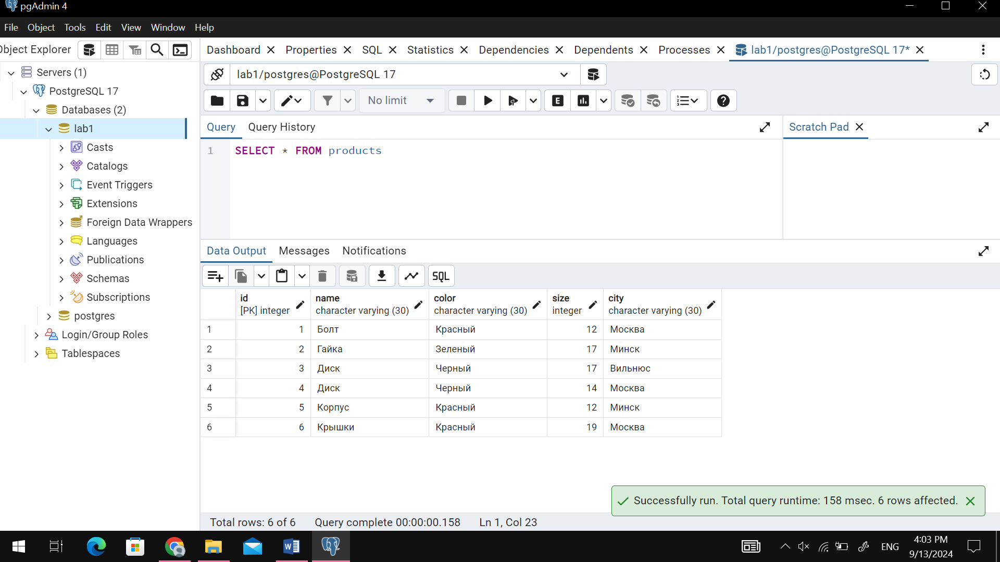 pgAdmin 4
File Object Tools Edit View Window Help
Object Explorer
Dashboard Properties SQL Statistics Dependencies Dependents Processes lab1/postgres@PostgreSQL 17*
Servers (1)
PostgreSQL 17
Databases (2)
lab1
Casts
Catalogs
Event Triggers
Extensions
Foreign Data Wrappers
Languages
Publications
Schemas
Subscriptions
postgres
Login/Group Roles
Tablespaces
lab1/postgres@PostgreSQL 17
No limit
E
Query Query History
Scratch Pad
1 SELECT * FROM products
Data Output Messages Notifications
SQL
id name color size city
[PK] integer character varying (30) character varying (30) integer character varying (30)
1 1 Болт Красный 12 Москва
2 2 Гайка Зеленый 17 Минск
3 3 Диск Черный 17 Вильнюс
4 4 Диск Черный 14 Москва
5 5 Корпус Красный 12 Минск
6 6 Крышки Красный 19 Москва
Successfully run. Total query runtime: 158 msec. 6 rows affected.
Total rows: 6 of 6 Query complete 00:00:00.158 Ln 1, Col 23
W
ENG
4:03 PM
9/13/2024